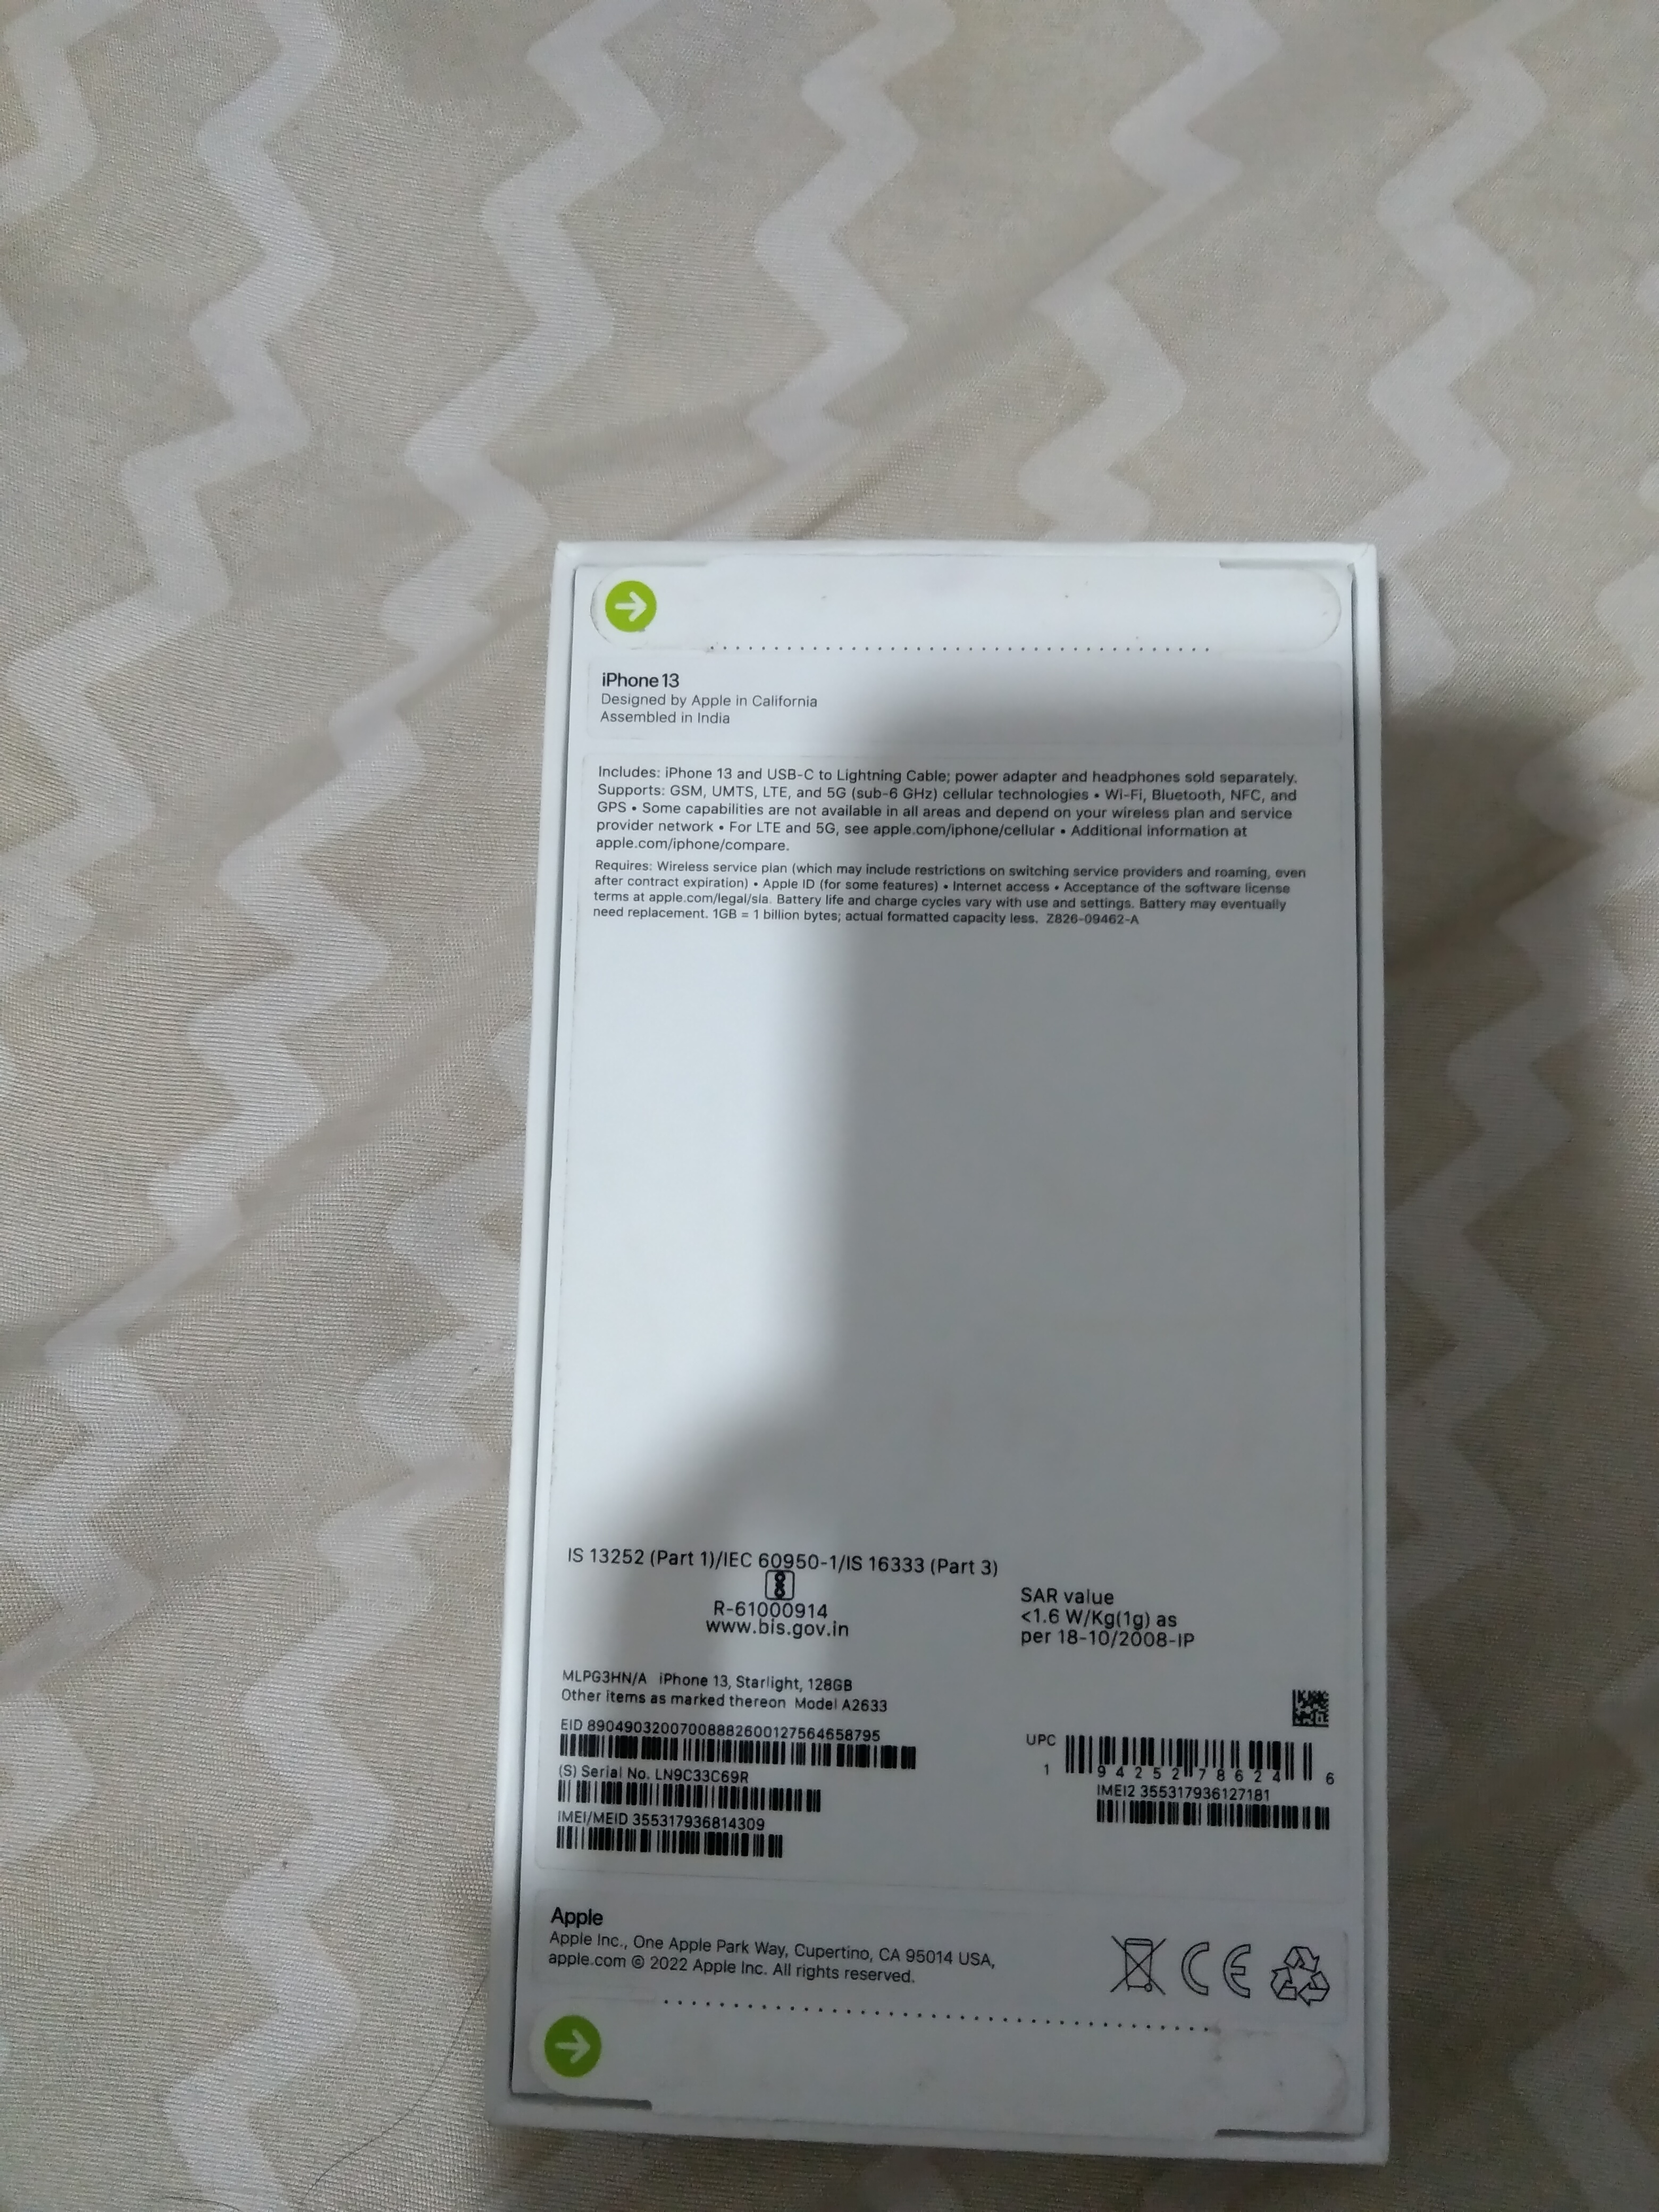 iPhone 13
Designed by Apple in California
Assembled in India
Includes: iPhone 13 and USB-C to Lightning Cable; power adapter and headphones sold separately.
Supports: GSM, UMTS, LTE, and 5G (sub-6 GHz) cellular technologies • Wi-Fi, Bluetooth, NFC, and
GPS • Some capabilities are not available in all areas and depend on your wireless plan and service
provider network • For LTE and 5G, see apple.com/iphone/cellular • Additional information at
apple.com/iphone/compare.
Requires: Wireless service plan (which may include restrictions on switching service providers and roaming, even
after contract expiration) • Apple ID (for some features) • Internet access • Acceptance of the software license
terms at apple.com/legal/sla. Battery life and charge cycles vary with use and settings. Battery may eventually
need replacement. 1GB = 1 billion bytes; actual formatted capacity less. Z826-09462-A
IS 13252 (Part 1)/IEC 60950-1/IS 16333 (Part 3)
R-61000914
www.bis.gov.in
SAR value
<1.6 W/Kg(1g) as
per 18-10/2008-IP
MLPG3HN/A iPhone 13, Starlight, 128GB
Other items as marked thereon Model A2633
EID 89049032007008882600127564658795
(S) Serial No. LN9C33C69R
IMEI/MEID 355317936814309
UPC
1 94252 78624 6
IMEI2 355317936127181
Apple
Apple Inc., One Apple Park Way, Cupertino, CA 95014 USA,
apple.com © 2022 Apple Inc. All rights reserved.
CE